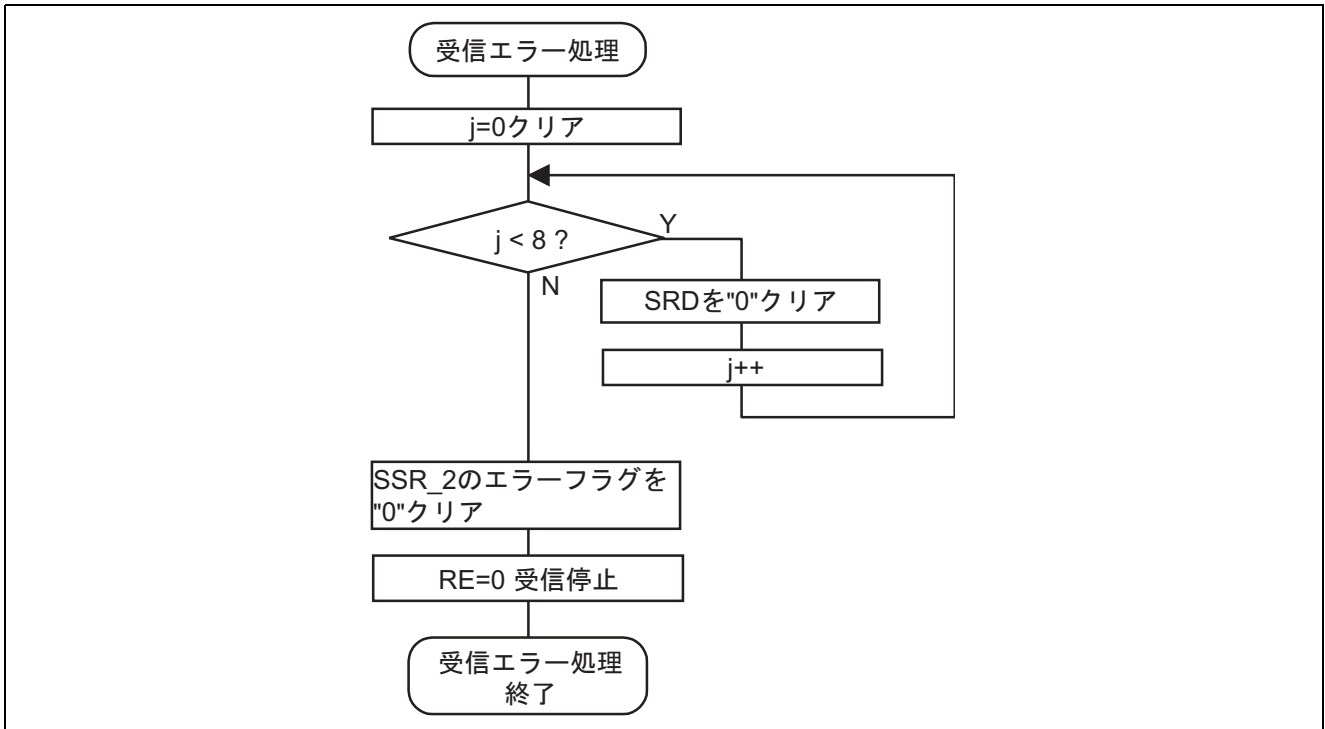 受信エラー処理
j=0クリア
j < 8 ?
Y
N
SRDを"0"クリア
j++
SSR_2のエラーフラグを
"0"クリア
RE=0 受信停止
受信エラー処理
終了